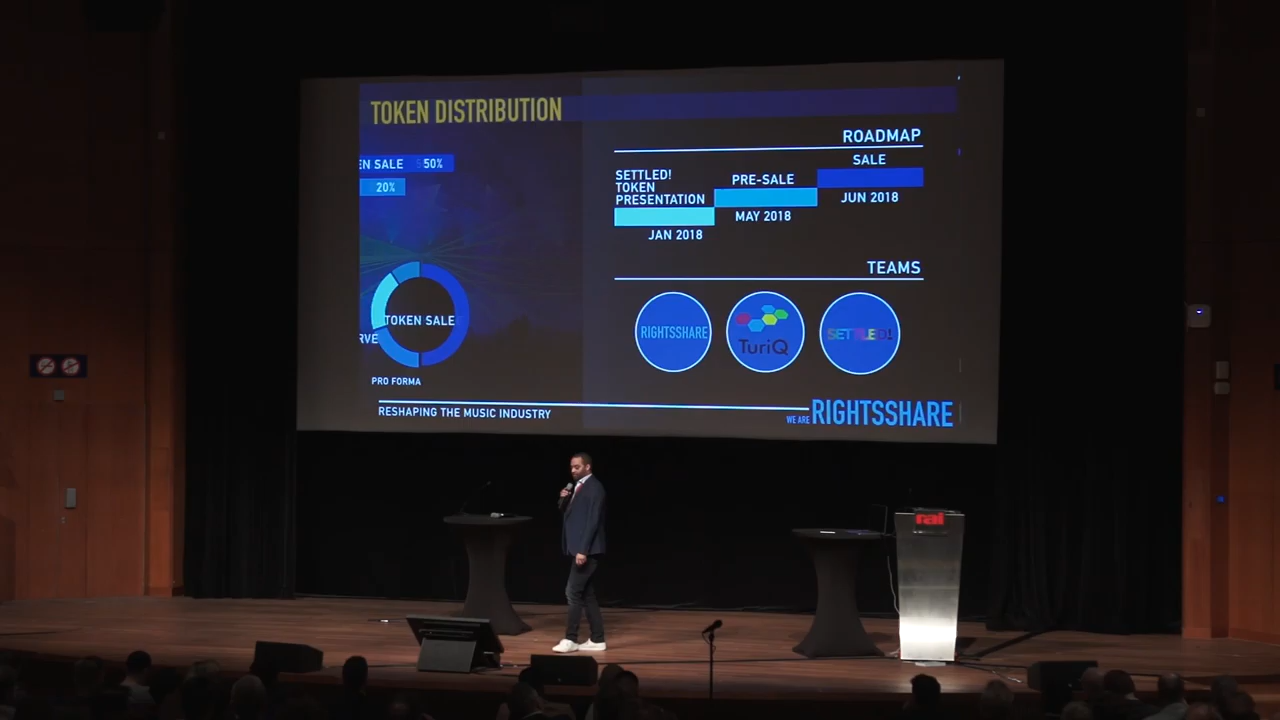 TOKEN DISTRIBUTION
EN SALE 50%
20%
TOKEN SALE
RVE
PRO FORMA
ROADMAP
SETTLED!
TOKEN
PRESENTATION
JAN 2018
PRE-SALE
MAY 2018
SALE
JUN 2018
TEAMS
RIGHTSSHARE
TuriQ
SETTLED!
RESHAPING THE MUSIC INDUSTRY
WE ARE RIGHTSSHARE
rai